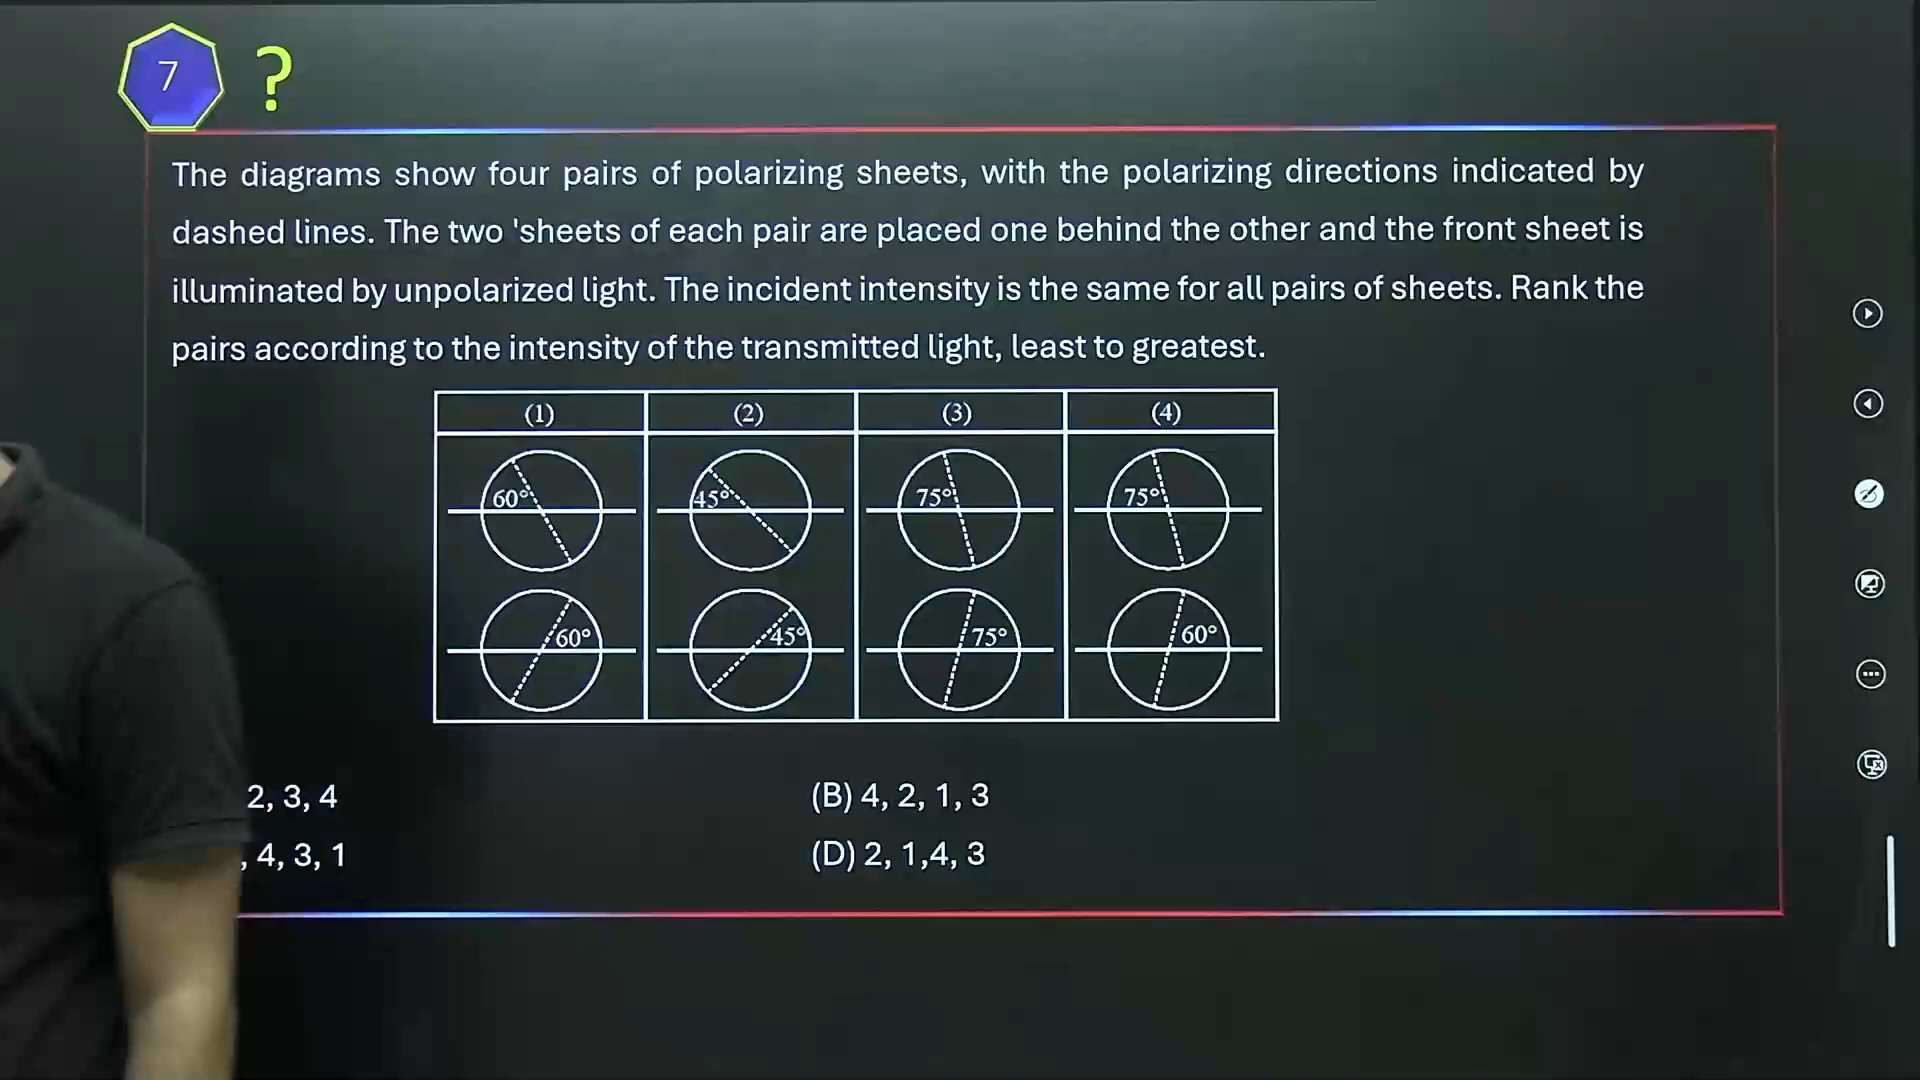 7 ?
The diagrams show four pairs of polarizing sheets, with the polarizing directions indicated by
dashed lines. The two 'sheets of each pair are placed one behind the other and the front sheet is
illuminated by unpolarized light. The incident intensity is the same for all pairs of sheets. Rank the
pairs according to the intensity of the transmitted light, least to greatest.
(1) (2) (3) (4)
60° 45° 75° 75°
60° 45° 75° 60°
2, 3, 4 (B) 4, 2, 1, 3
, 4, 3, 1 (D) 2, 1,4, 3